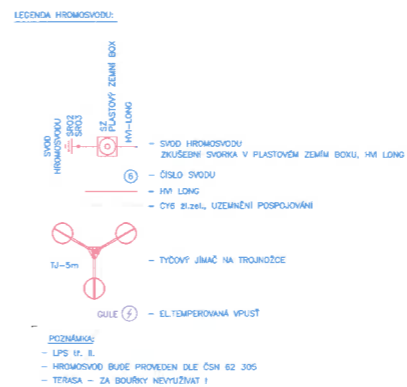 LEGENDA HROMOSVODU:
SVOD
HROMOSVODU
SR02
SR03
SZ
PLASTOVÝ ZEMNÍ BOX
HVI-LONG
– SVOD HROMOSVODU
ZKUŠEBNÍ SVORKA V PLASTOVÉM ZEMÍM BOXU, HVI LONG
6 – ČÍSLO SVODU
– HVI LONG
– CY6 zl.zel., UZEMNĚNÍ POSPOJOVÁNÍ
TJ-5m – TYČOVÝ JÍMAČ NA TROJNOŽCE
GULE – EL.TEMPEROVANÁ VPUSŤ
POZNÁMKA:
– LPS tř. II.
– HROMOSVOD BUDE PROVEDEN DLE ČSN 62 305
– TERASA – ZA BOUŘKY NEVYUŽÍVAT !